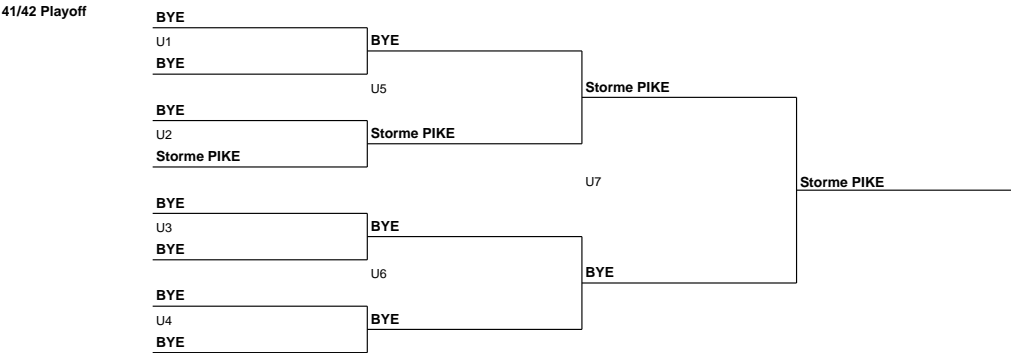 41/42 Playoff
BYE
U1
BYE
BYE
U5
Storme PIKE
BYE
U2
Storme PIKE
Storme PIKE
U7
Storme PIKE
BYE
U3
BYE
BYE
U6
BYE
BYE
U4
BYE
BYE